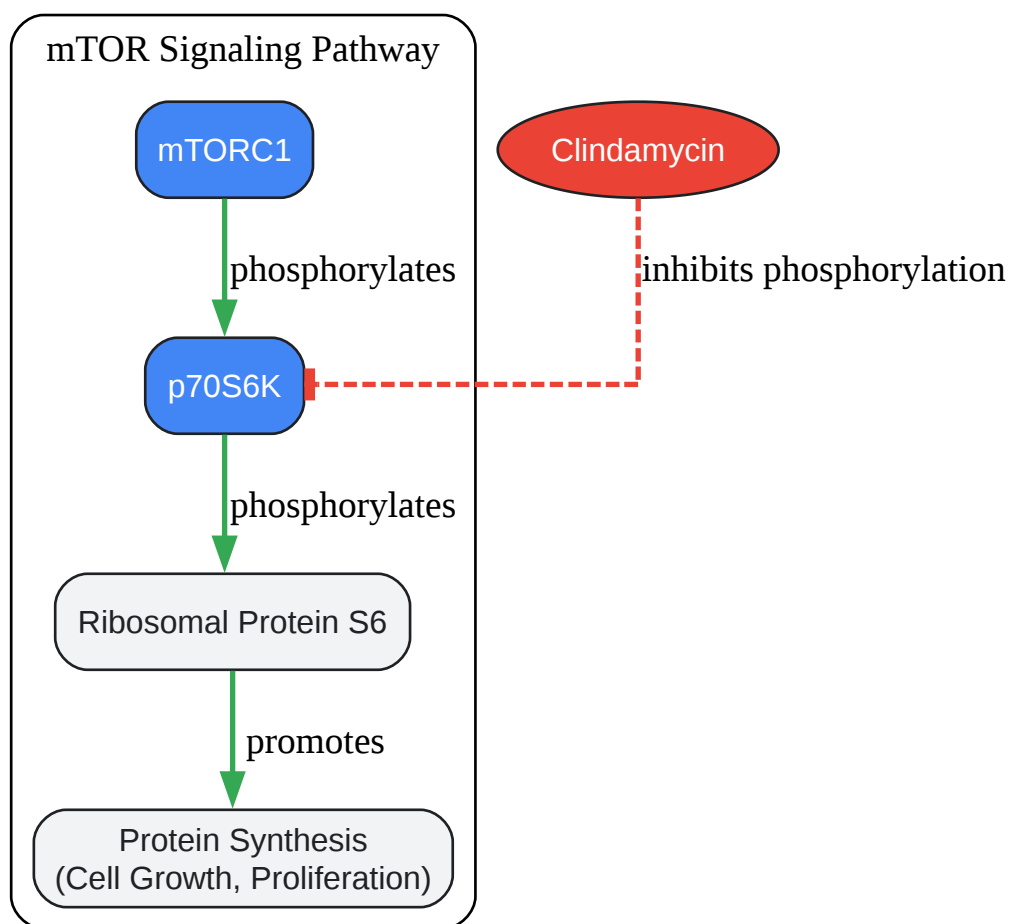 mTOR Signaling Pathway
mTORC1
Clindamycin
phosphorylates
inhibits phosphorylation
p70S6K
phosphorylates
Ribosomal Protein S6
promotes
Protein Synthesis
(Cell Growth, Proliferation)